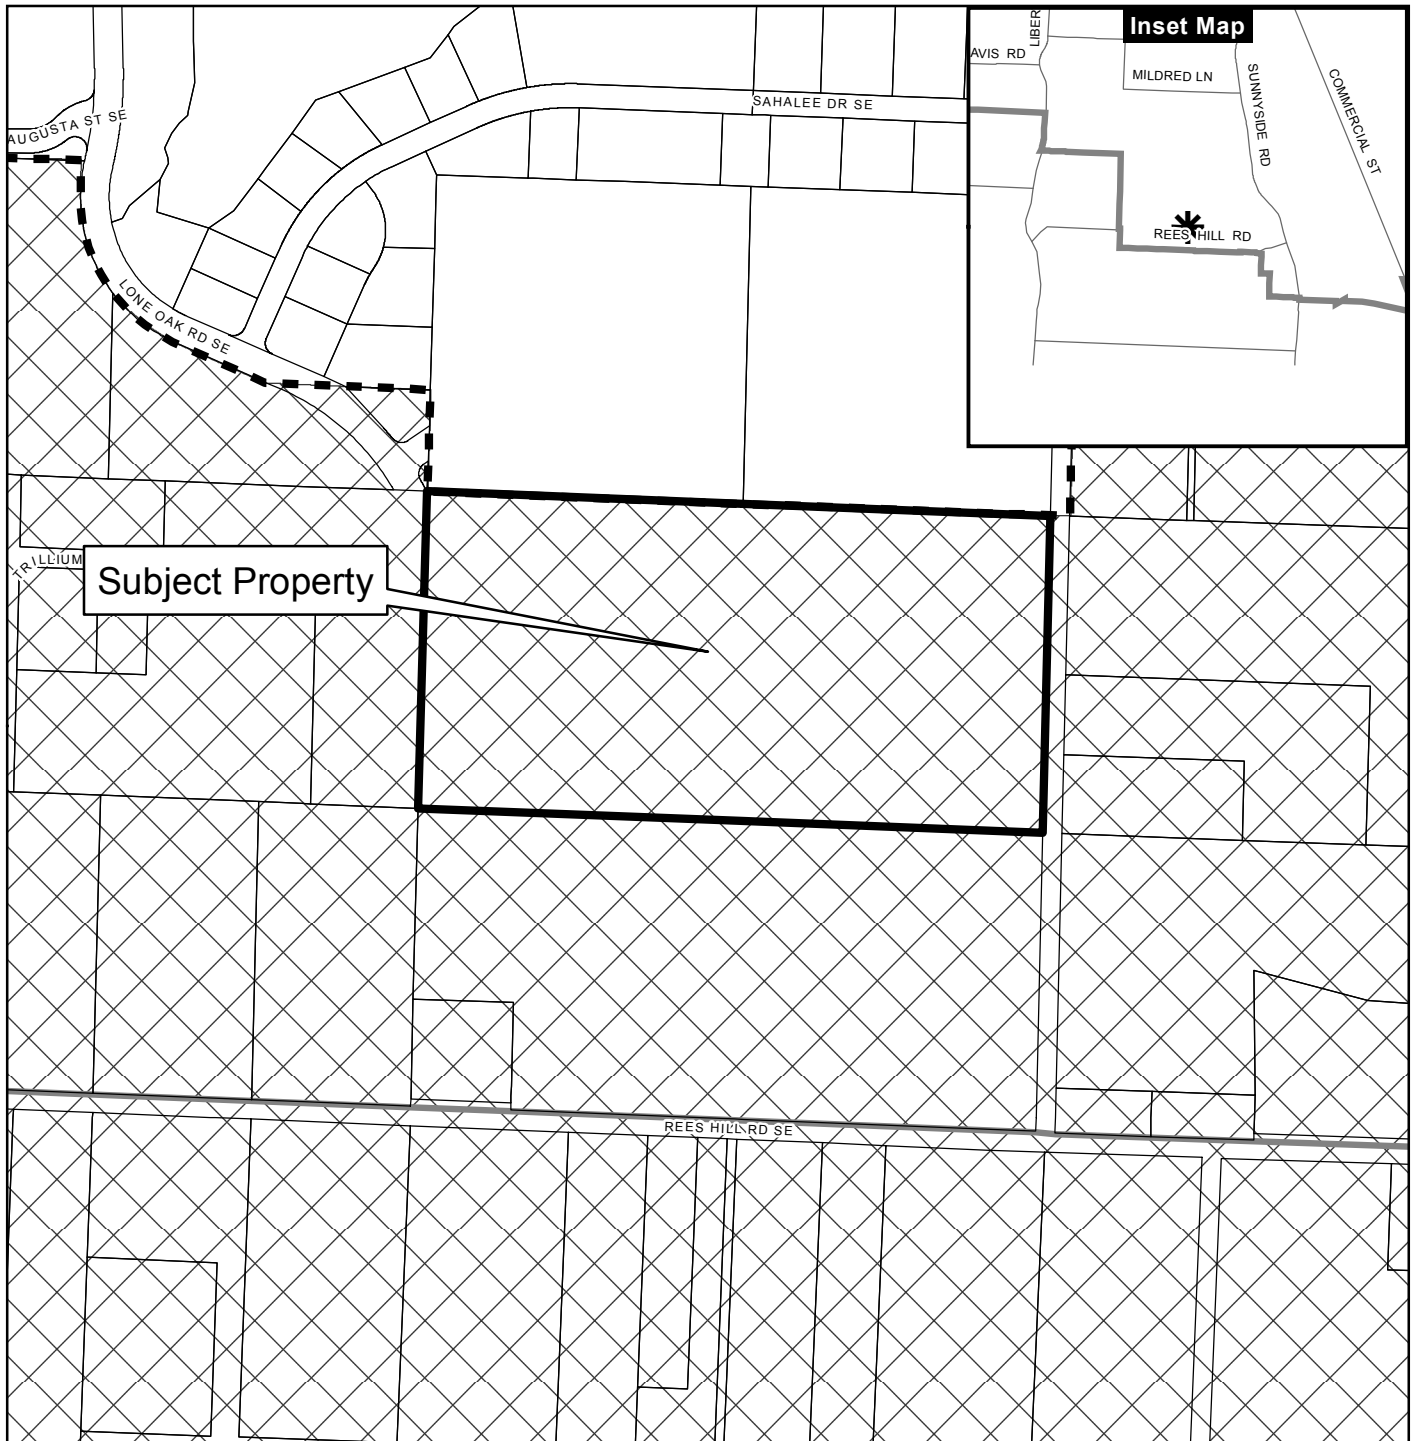 Inset Map
LIBER
AVIS RD
MILDRED LN
SUNNYSIDE RD
COMMERCIAL ST
REES HILL RD
SAHALEE DR SE
AUGUSTA ST SE
LONE OAK RD SE
TRILLIUM
Subject Property
REES HILL RD SE